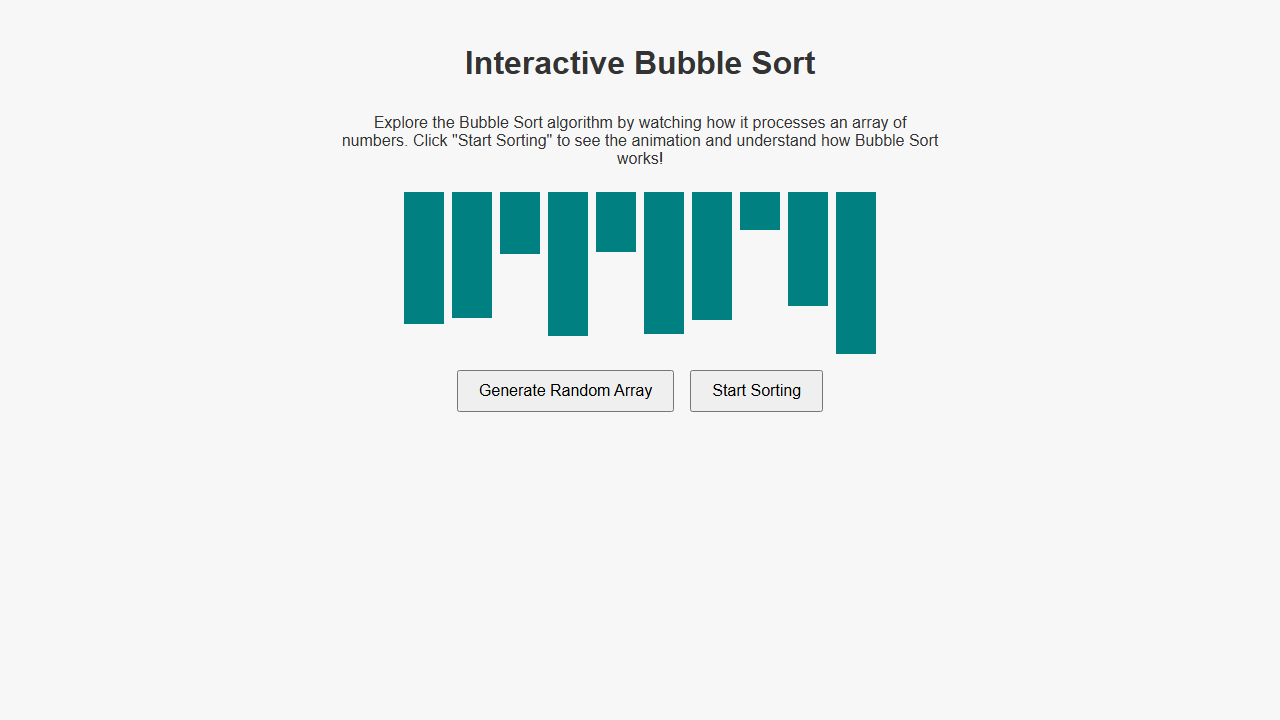 Interactive Bubble Sort
Explore the Bubble Sort algorithm by watching how it processes an array of
numbers. Click "Start Sorting" to see the animation and understand how Bubble Sort
works!
Generate Random Array
Start Sorting